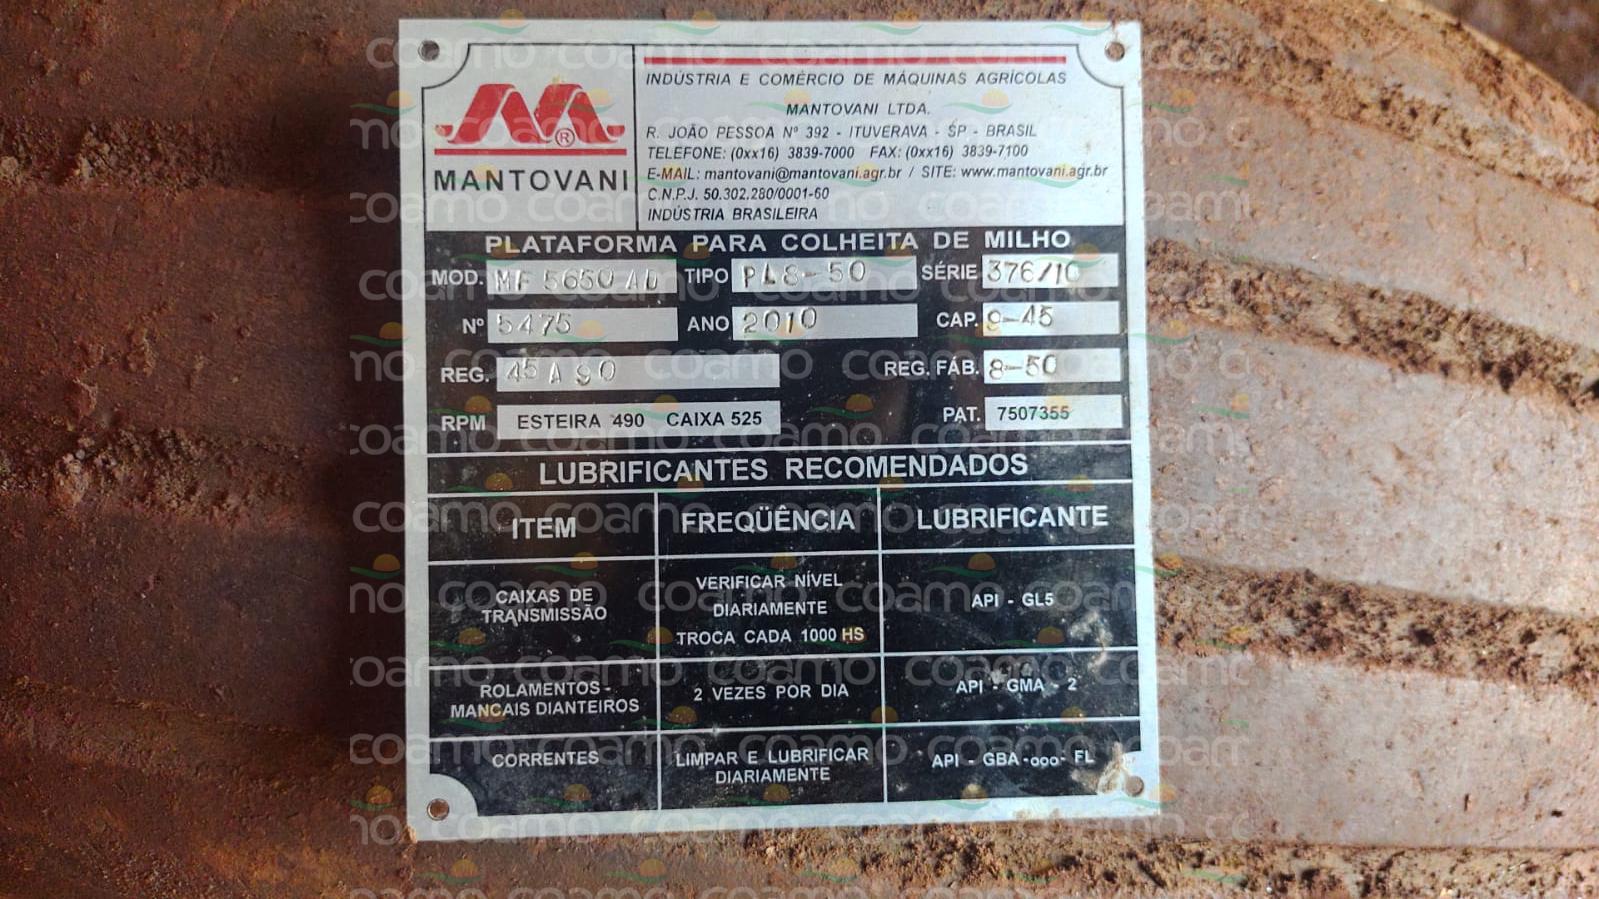 INDÚSTRIA E COMÉRCIO DE MÁQUINAS AGRÍCOLAS
MANTOVANI LTDA.
R. JOÃO PESSOA Nº 392 - ITUVERAVA - SP - BRASIL
TELEFONE: (0xx16) 3839-7000 FAX: (0xx16) 3839-7100
E-MAIL: mantovani@mantovani.agr.br / SITE: www.mantovani.agr.br
C.N.P.J. 50.302.280/0001-60
INDÚSTRIA BRASILEIRA
MANTOVANI
PLATAFORMA PARA COLHEITA DE MILHO
MOD. MF 5650 AD TIPO PL8-50 SÉRIE 376/10
Nº 5475 ANO 2010 CAP. 9-45
REG. 45 A 90 REG. FÁB. 8-50
RPM ESTEIRA 490 CAIXA 525 PAT. 7507355
LUBRIFICANTES RECOMENDADOS
ITEM FREQÜÊNCIA LUBRIFICANTE
CAIXAS DE
TRANSMISSÃO
VERIFICAR NÍVEL
DIARIAMENTE
TROCA CADA 1000 HS
API - GL5
ROLAMENTOS -
MANCAIS DIANTEIROS
2 VEZES POR DIA
API - GMA - 2
CORRENTES
LIMPAR E LUBRIFICAR
DIARIAMENTE
API - GBA -ooo- FL
coamo